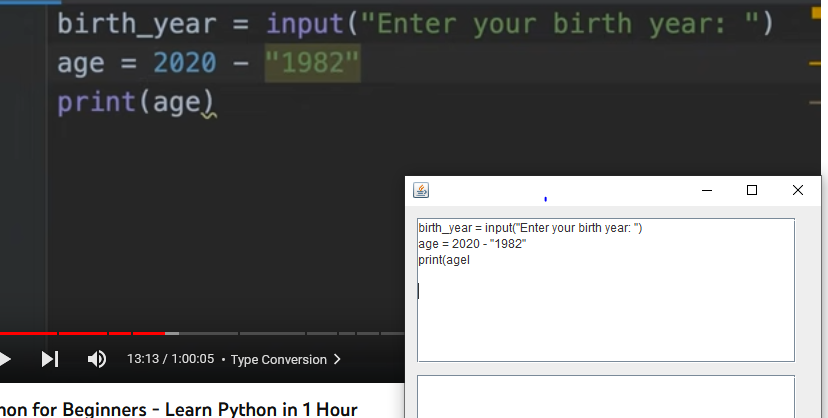 birth_year = input("Enter your birth year: ")
age = 2020 - "1982"
print(age)
birth_year = input("Enter your birth year: ")
age = 2020 - "1982"
print(agel
13:13 / 1:00:05 • Type Conversion >
hon for Beginners - Learn Python in 1 Hour